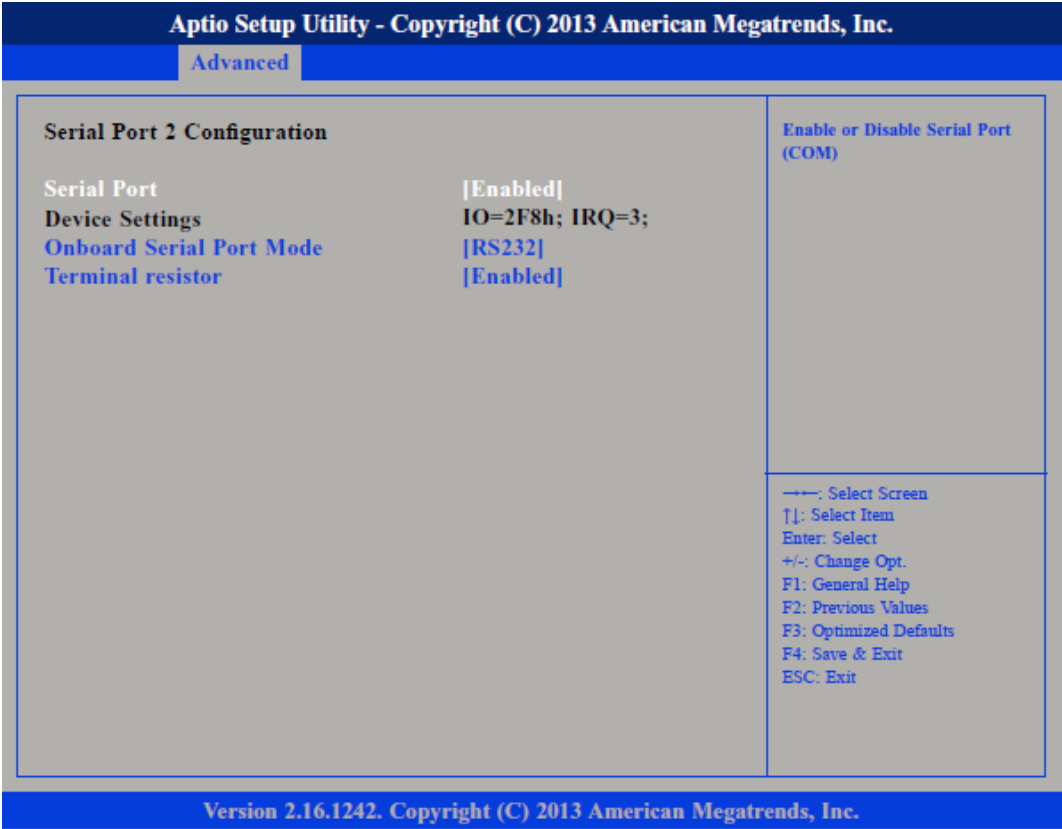 Aptio Setup Utility - Copyright (C) 2013 American Megatrends, Inc.
Advanced
Serial Port 2 Configuration
Serial Port [Enabled]
Device Settings IO=2F8h; IRQ=3;
Onboard Serial Port Mode [RS232]
Terminal resistor [Enabled]
Enable or Disable Serial Port
(COM)
→←: Select Screen
↑↓: Select Item
Enter: Select
+/-: Change Opt.
F1: General Help
F2: Previous Values
F3: Optimized Defaults
F4: Save & Exit
ESC: Exit
Version 2.16.1242. Copyright (C) 2013 American Megatrends, Inc.